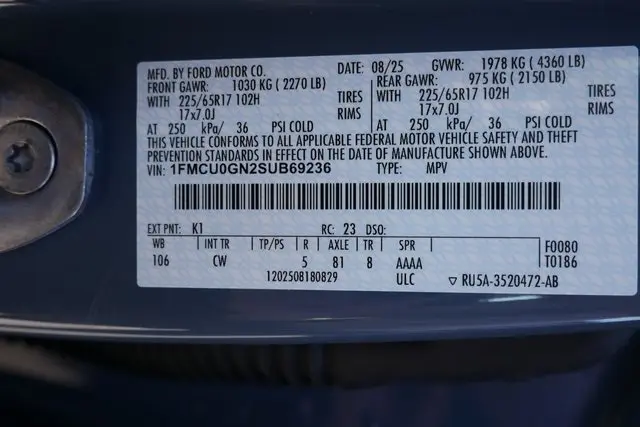 MFD. BY FORD MOTOR CO. DATE: 08/25 GVWR: 1978 KG ( 4360 LB)
FRONT GAWR: 1030 KG ( 2270 LB) REAR GAWR: 975 KG ( 2150 LB)
WITH 225/65R17 102H TIRES WITH 225/65R17 102H TIRES
17x7.0J RIMS 17x7.0J RIMS
AT 250 kPa/ 36 PSI COLD AT 250 kPa/ 36 PSI COLD
THIS VEHICLE CONFORMS TO ALL APPLICABLE FEDERAL MOTOR VEHICLE SAFETY AND THEFT
PREVENTION STANDARDS IN EFFECT ON THE DATE OF MANUFACTURE SHOWN ABOVE.
VIN: 1FMCU0GN2SUB69236 TYPE: MPV
EXT PNT: K1 RC: 23 DSO:
WB INT TR TP/PS R AXLE TR SPR F0080
106 CW 5 81 8 AAAA T0186
1202508180829 ULC ▽ RU5A-3520472-AB